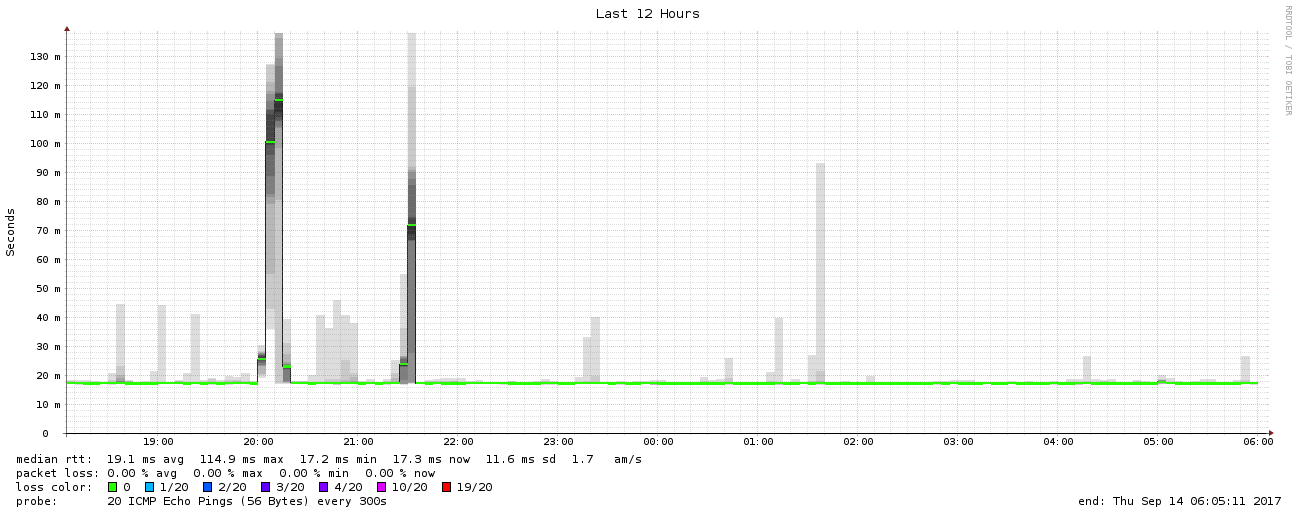 Last 12 Hours
RRDTOOL / TOBI OETIKER
Seconds
130 m
120 m
110 m
100 m
90 m
80 m
70 m
60 m
50 m
40 m
30 m
20 m
10 m
0
19:00 20:00 21:00 22:00 23:00 00:00 01:00 02:00 03:00 04:00 05:00 06:00
median rtt: 19.1 ms avg 114.9 ms max 17.2 ms min 17.3 ms now 11.6 ms sd 1.7 am/s
packet loss: 0.00 % avg 0.00 % max 0.00 % min 0.00 % now
loss color: 0 1/20 2/20 3/20 4/20 10/20 19/20
probe: 20 ICMP Echo Pings (56 Bytes) every 300s end: Thu Sep 14 06:05:11 2017